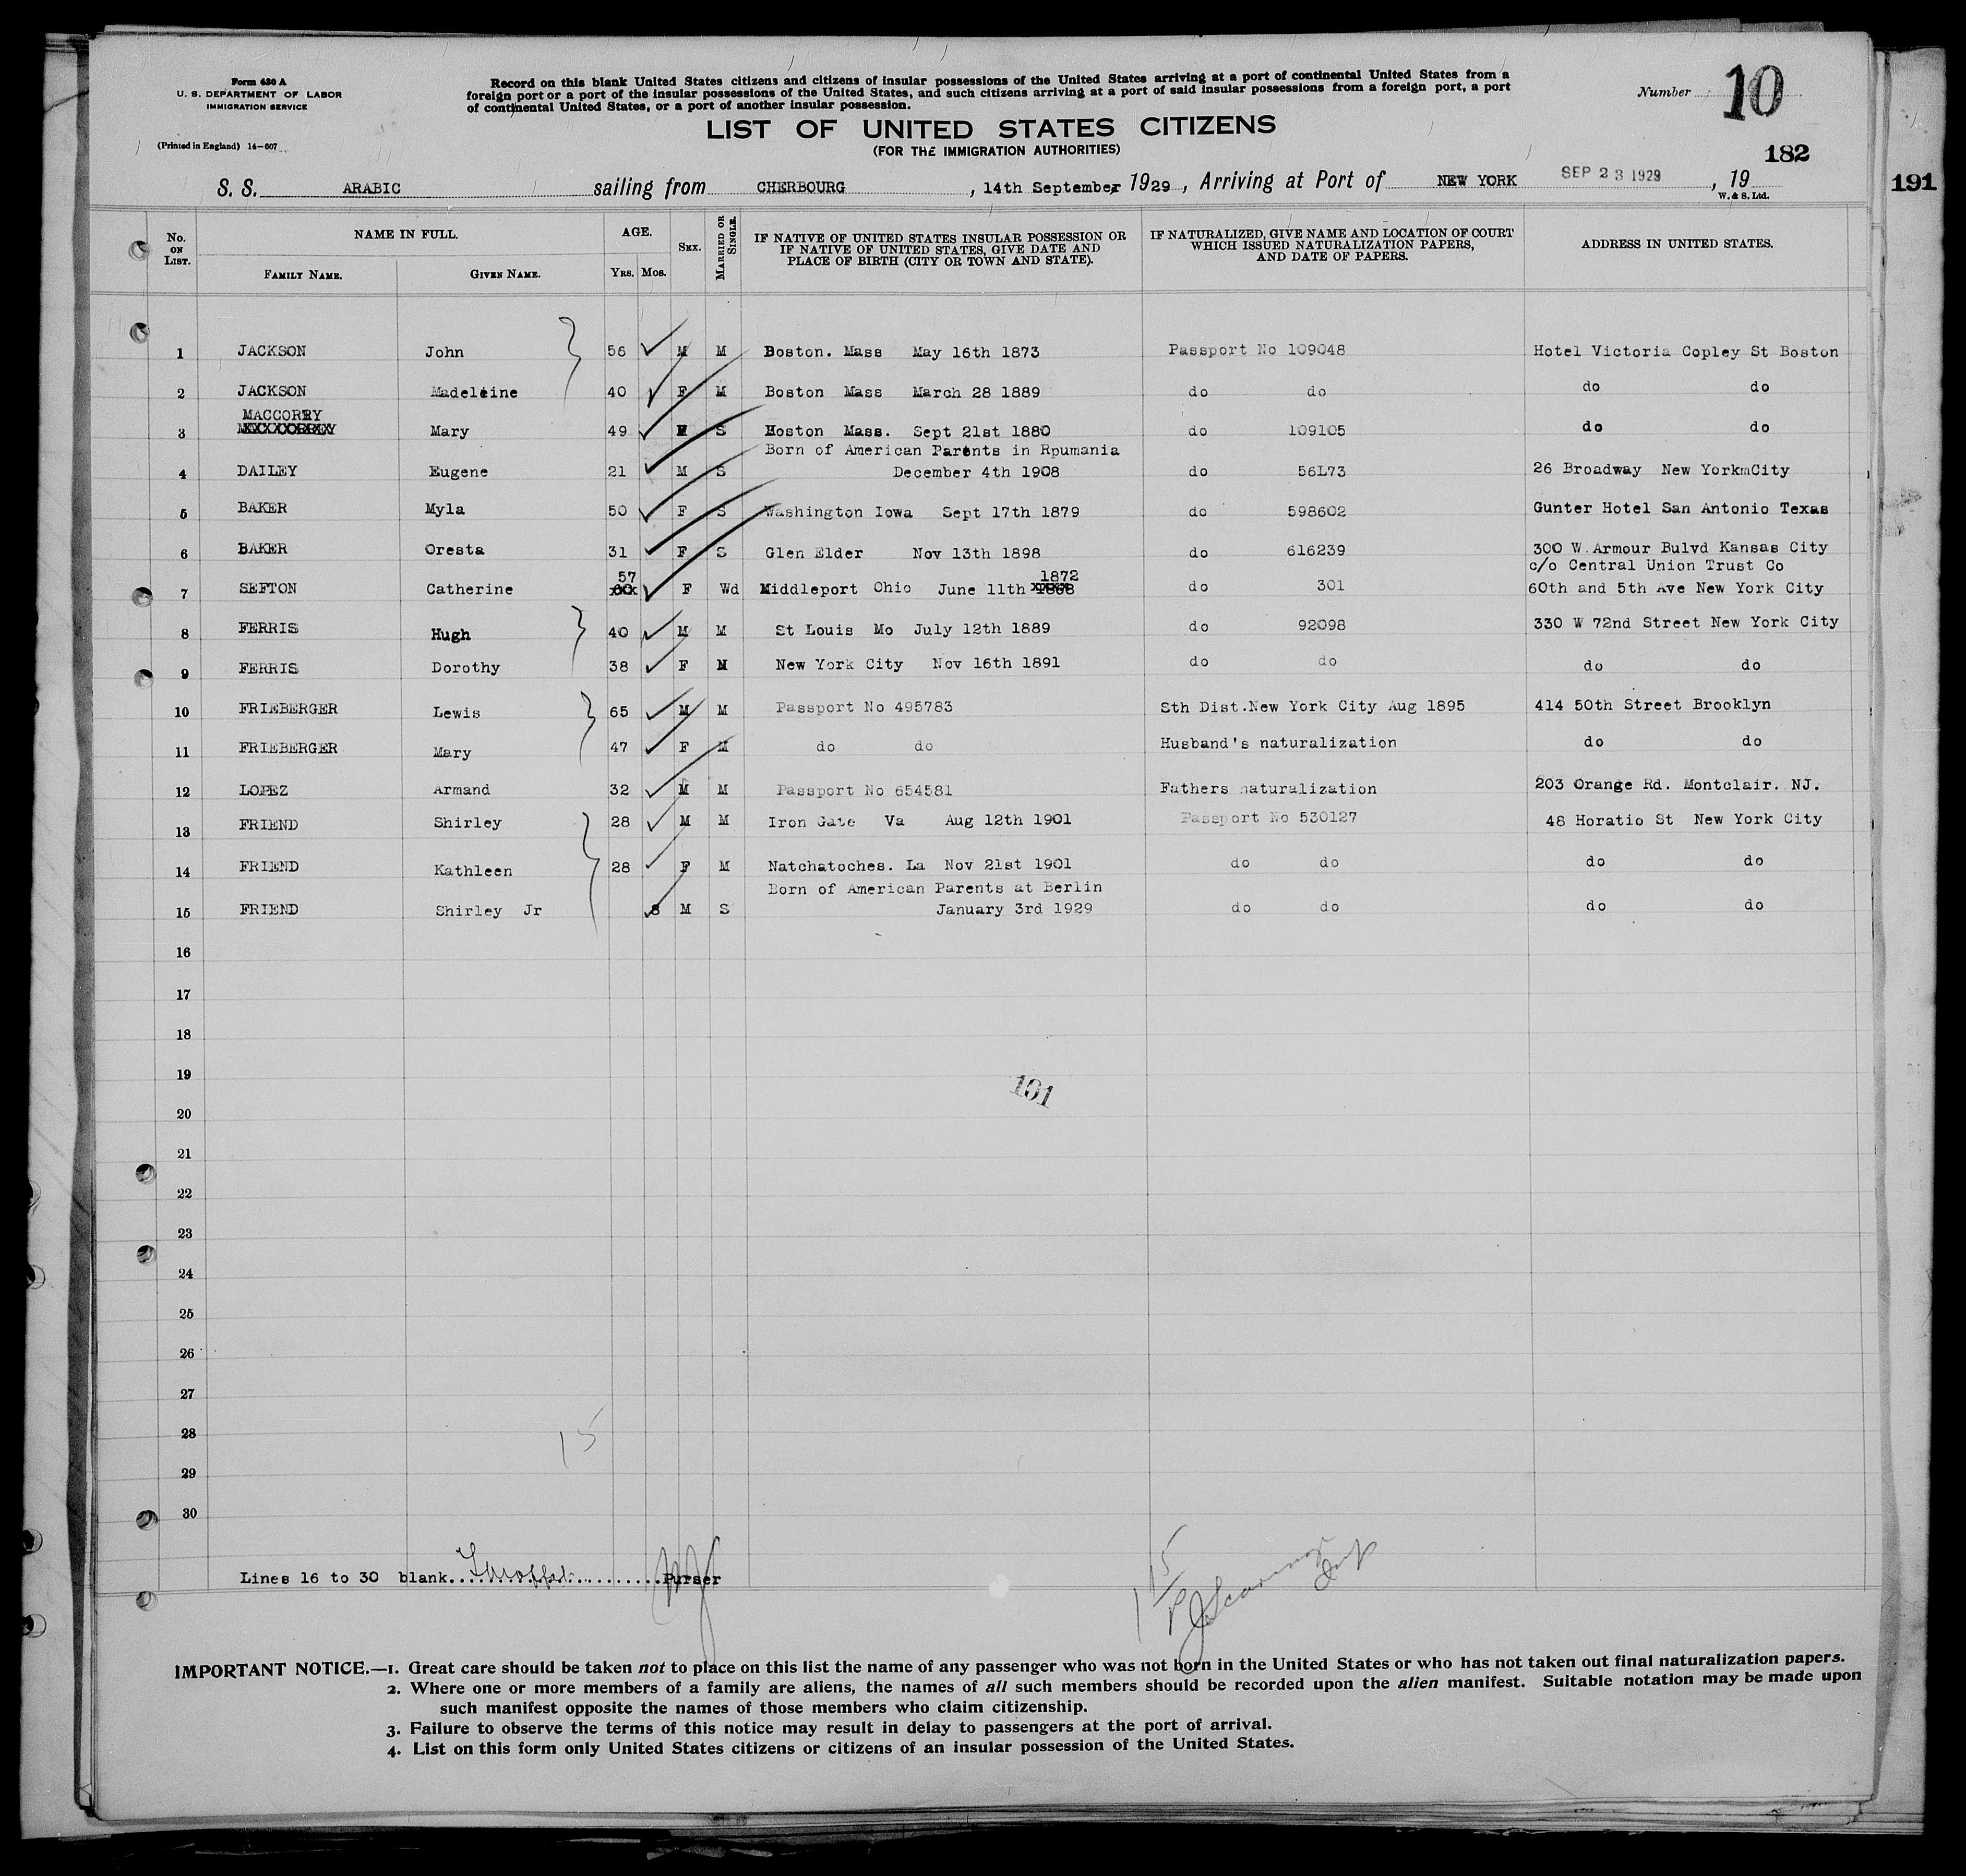 Form 630 A
U. S. DEPARTMENT OF LABOR
IMMIGRATION SERVICE
(Printed in England) 14-607
Record on this blank United States citizens and citizens of insular possessions of the United States arriving at a port of continental United States from a
foreign port or a port of the insular possessions of the United States, and such citizens arriving at a port of said insular possessions from a foreign port, a port
of continental United States, or a port of another insular possession.
Number 10
LIST OF UNITED STATES CITIZENS
(FOR THE IMMIGRATION AUTHORITIES)
182
191
S. S. ARABIC sailing from CHERBOURG, 14th September, 1929, Arriving at Port of NEW YORK SEP 23 1929, 19
W. & S. Ltd.
No. ON LIST. NAME IN FULL. FAMILY NAME. GIVEN NAME. AGE. YRS. MOS. SEX. MARRIED OR SINGLE. IF NATIVE OF UNITED STATES INSULAR POSSESSION OR IF NATIVE OF UNITED STATES, GIVE DATE AND PLACE OF BIRTH (CITY OR TOWN AND STATE). IF NATURALIZED, GIVE NAME AND LOCATION OF COURT WHICH ISSUED NATURALIZATION PAPERS, AND DATE OF PAPERS. ADDRESS IN UNITED STATES.
1 JACKSON John 56 M M Boston. Mass May 16th 1873 Passport No 109048 Hotel Victoria Copley St Boston
2 JACKSON Madeleine 40 F M Boston Mass March 28 1889 do do do do
MACCORRY
3 Mary 49 F S Hoston Mass. Sept 21st 1880 do 109105 do do
Born of American Parents in Rpumania
4 DAILEY Eugene 21 M S December 4th 1908 do 56L73 26 Broadway New YorkmCity
5 BAKER Myla 50 F S Washington Iowa Sept 17th 1879 do 598602 Gunter Hotel San Antonio Texas
6 BAKER Oresta 31 F S Glen Elder Nov 13th 1898 do 616239 300 W.Armour Bulvd Kansas City
57 1872 c/o Central Union Trust Co
7 SEFTON Catherine F Wd Middleport Ohio June 11th 1868 do 301 60th and 5th Ave New York City
8 FERRIS Hugh 40 M M St Louis Mo July 12th 1889 do 92098 330 W 72nd Street New York City
9 FERRIS Dorothy 38 F M New York City Nov 16th 1891 do do do do
10 FRIEBERGER Lewis 65 M M Passport No 495783 Sth Dist.New York City Aug 1895 414 50th Street Brooklyn
11 FRIEBERGER Mary 47 F M do do Husband's naturalization do do
12 LOPEZ Armand 32 M M Passport No 654581 Fathers naturalization 203 Orange Rd. Montclair. NJ.
13 FRIEND Shirley 28 M M Iron Gate Va Aug 12th 1901 Passport No 530127 48 Horatio St New York City
14 FRIEND Kathleen 28 F M Natchatoches. La Nov 21st 1901 do do do do
Born of American Parents at Berlin
15 FRIEND Shirley Jr 8 M S January 3rd 1929 do do do do
16
17
18
19
101
20
21
22
23
24
25
26
27
28
15
29
30
Lines 16 to 30 blank Purser
15
IMPORTANT NOTICE.—1. Great care should be taken not to place on this list the name of any passenger who was not born in the United States or who has not taken out final naturalization papers.
2. Where one or more members of a family are aliens, the names of all such members should be recorded upon the alien manifest. Suitable notation may be made upon
such manifest opposite the names of those members who claim citizenship.
3. Failure to observe the terms of this notice may result in delay to passengers at the port of arrival.
4. List on this form only United States citizens or citizens of an insular possession of the United States.